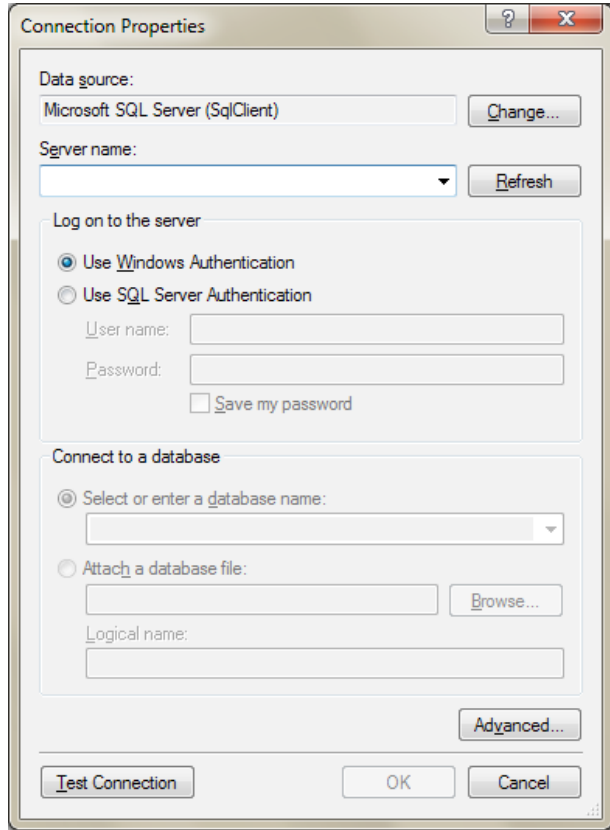 Connection Properties
Data source:
Microsoft SQL Server (SqlClient)
Change...
Server name:
Refresh
Log on to the server
Use Windows Authentication
Use SQL Server Authentication
User name:
Password:
Save my password
Connect to a database
Select or enter a database name:
Attach a database file:
Browse...
Logical name:
Advanced...
Test Connection
OK
Cancel